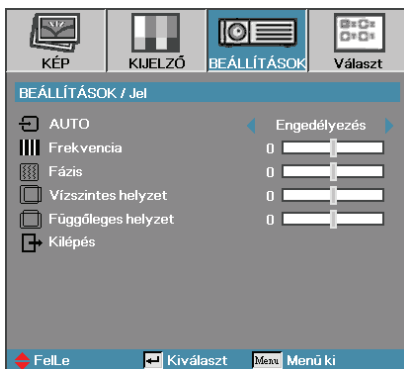 KÉP KIJELZŐ BEÁLLÍTÁSOK Választ
BEÁLLÍTÁSOK / Jel
AUTO Engedélyezés
Frekvencia 0
Fázis 0
Vízszintes helyzet 0
Függőleges helyzet 0
Kilépés
FelLe Kiválaszt Menu Menü ki